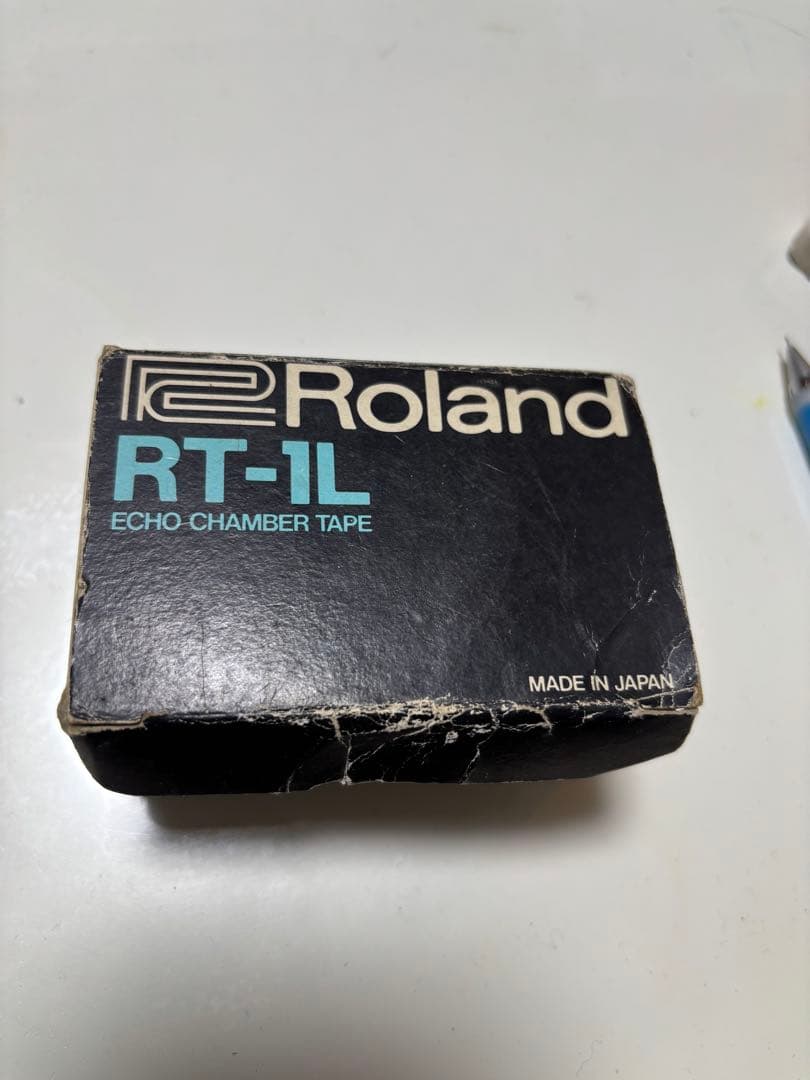 Roland
RT-1L
ECHO CHAMBER TAPE
MADE IN JAPAN